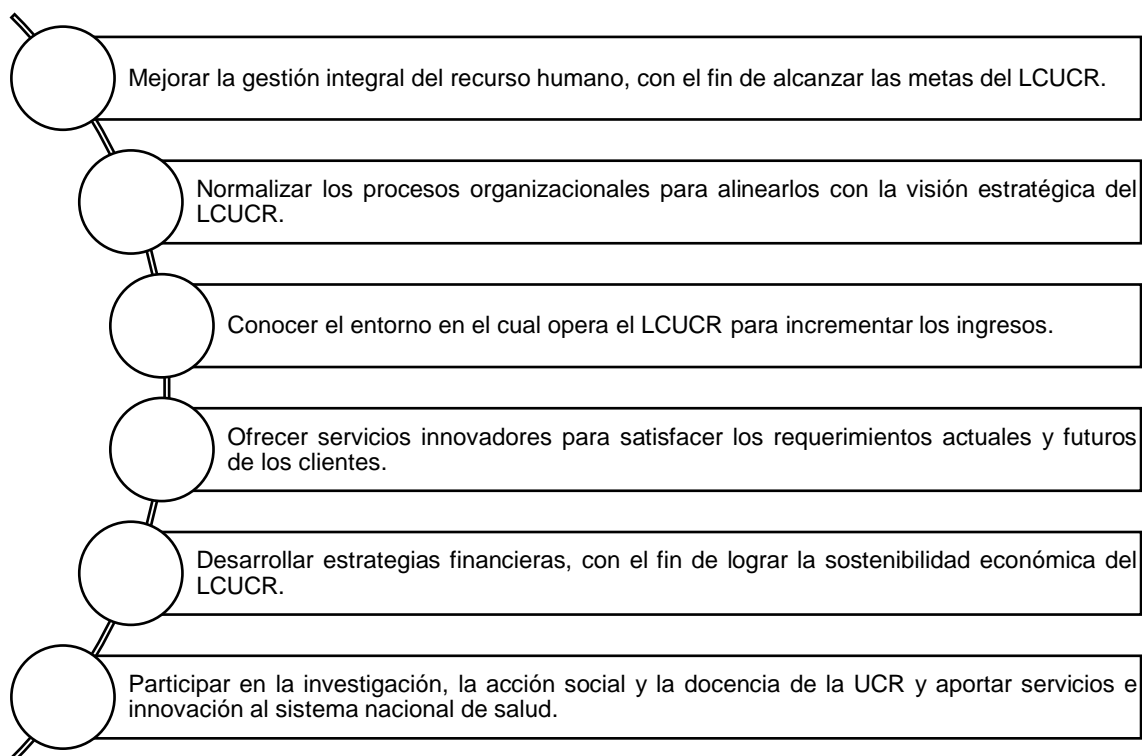 Mejorar la gestión integral del recurso humano, con el fin de alcanzar las metas del LCUCR.
Normalizar los procesos organizacionales para alinearlos con la visión estratégica del
LCUCR.
Conocer el entorno en el cual opera el LCUCR para incrementar los ingresos.
Ofrecer servicios innovadores para satisfacer los requerimientos actuales y futuros
de los clientes.
Desarrollar estrategias financieras, con el fin de lograr la sostenibilidad económica del
LCUCR.
Participar en la investigación, la acción social y la docencia de la UCR y aportar servicios e
innovación al sistema nacional de salud.